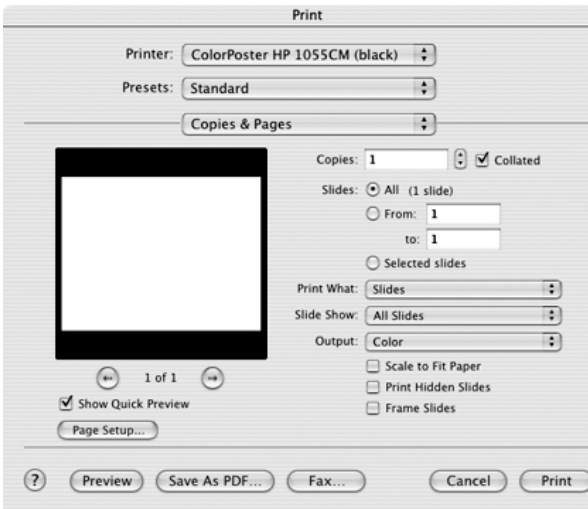 Print
Printer: ColorPoster HP 1055CM (black)
Presets: Standard
Copies & Pages
Copies: 1 Collated
Slides: All (1 slide)
From: 1
to: 1
Selected slides
Print What: Slides
Slide Show: All Slides
Output: Color
Scale to Fit Paper
Print Hidden Slides
Frame Slides
1 of 1
Show Quick Preview
Page Setup...
? Preview Save As PDF... Fax... Cancel Print